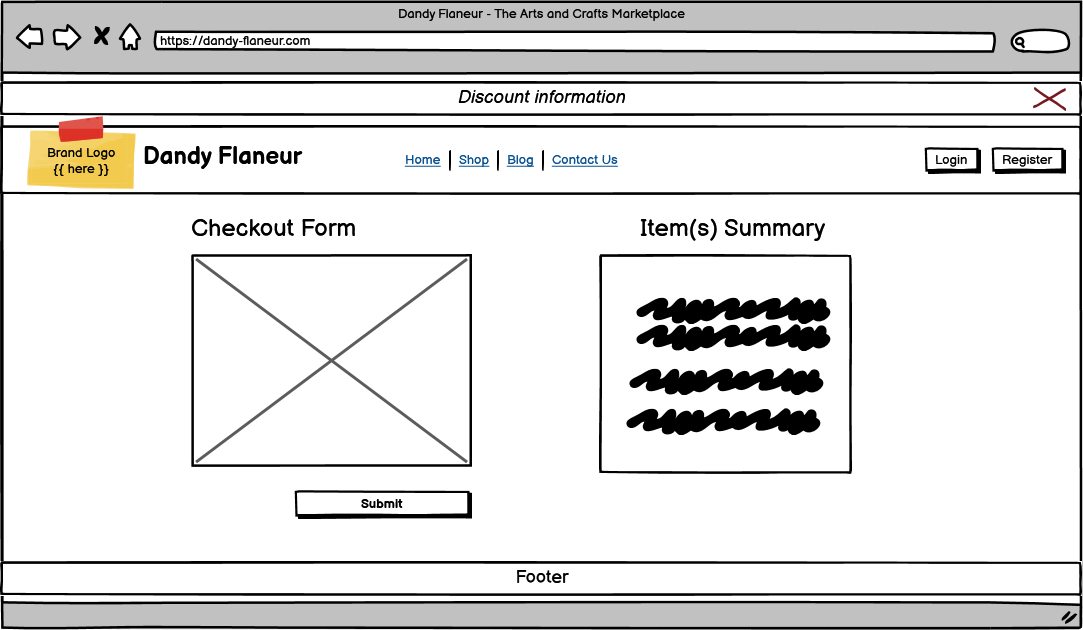 Dandy Flaneur - The Arts and Crafts Marketplace
https://dandy-flaneur.com
Discount information
Brand Logo
{{ here }}
Dandy Flaneur
Home | Shop | Blog | Contact Us
Login
Register
Checkout Form
Item(s) Summary
Submit
Footer